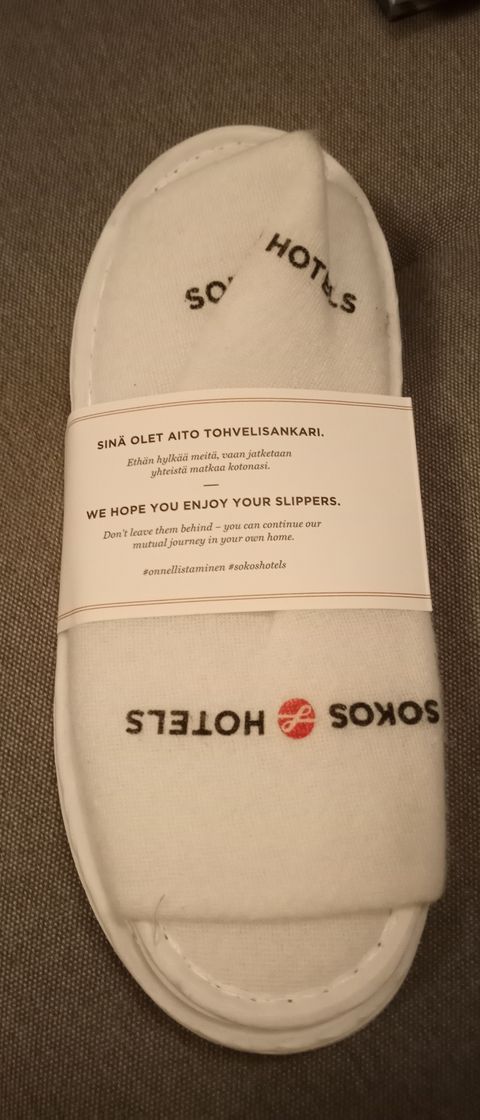 HOTELS
SINÄ OLET AITO TOHVELISANKARI.
Ethän hylkää meitä, vaan jatketaan
yhteistä matkaa kotonasi.
—
WE HOPE YOU ENJOY YOUR SLIPPERS.
Don't leave them behind – you can continue our
mutual journey in your own home.
#onnellistaminen #sokoshotels
SOKOS HOTELS